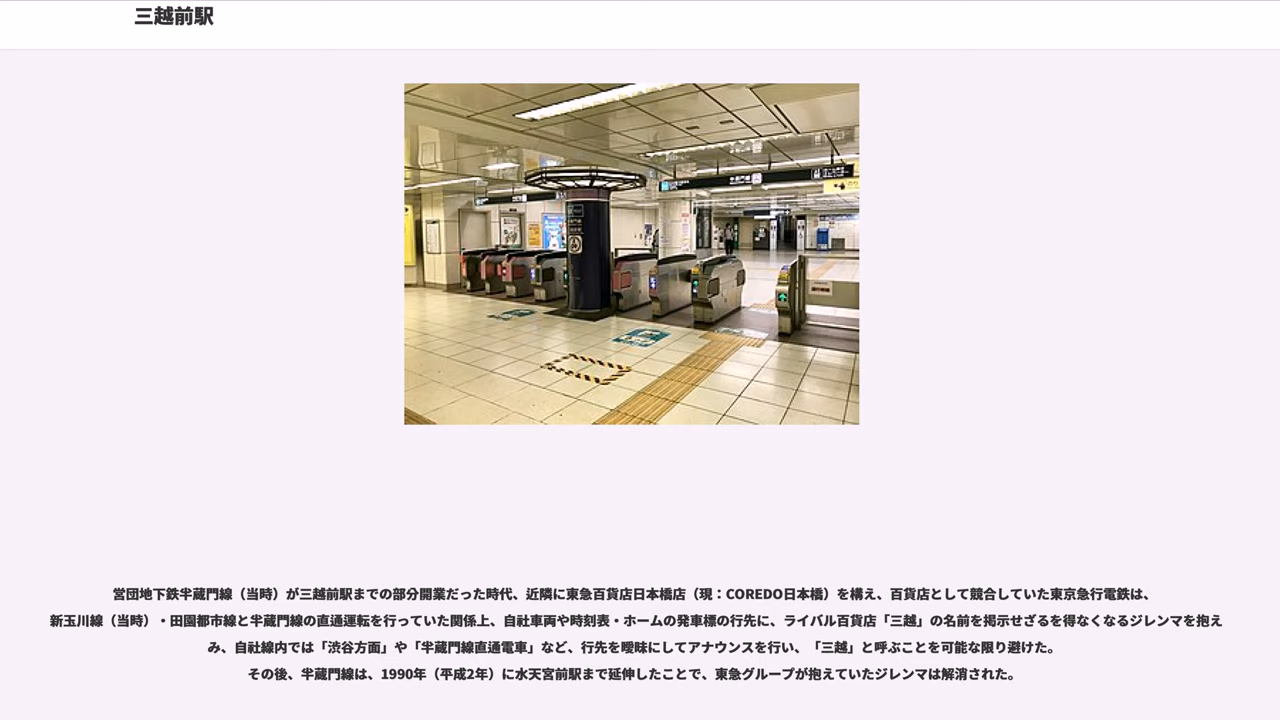 三越前駅
営団地下鉄半蔵門線（当時）が三越前駅までの部分開業だった時代、近隣に東急百貨店日本橋店（現：COREDO日本橋）を構え、百貨店として競合していた東京急行電鉄は、
新玉川線（当時）・田園都市線と半蔵門線の直通運転を行っていた関係上、自社車両や時刻表・ホームの発車標の行先に、ライバル百貨店「三越」の名前を掲示せざるを得なくなるジレンマを抱え
み、自社線内では「渋谷方面」や「半蔵門線直通電車」など、行先を曖昧にしてアナウンスを行い、「三越」と呼ぶことを可能な限り避けた。
その後、半蔵門線は、1990年（平成2年）に水天宮前駅まで延伸したことで、東急グループが抱えていたジレンマは解消された。